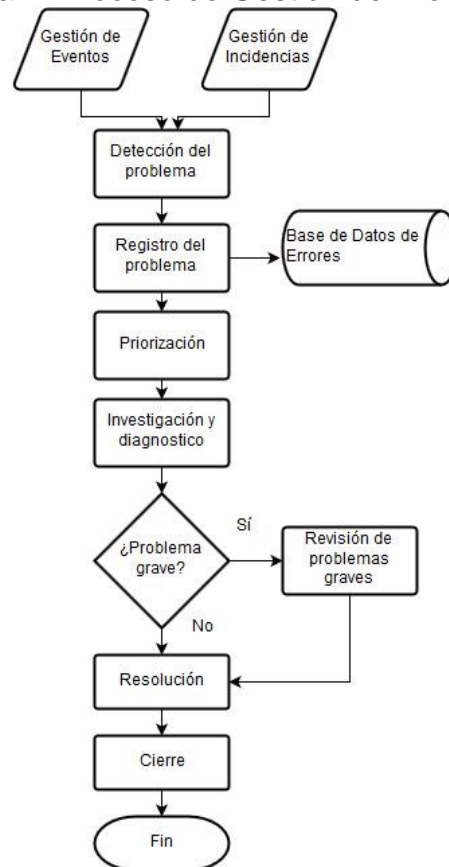 Gestión de
Eventos
Gestión de
Incidencias
Detección del
problema
Registro del
problema
Base de Datos de
Errores
Priorización
Investigación y
diagnostico
¿Problema
grave?
Sí
Revisión de
problemas
graves
No
Resolución
Cierre
Fin